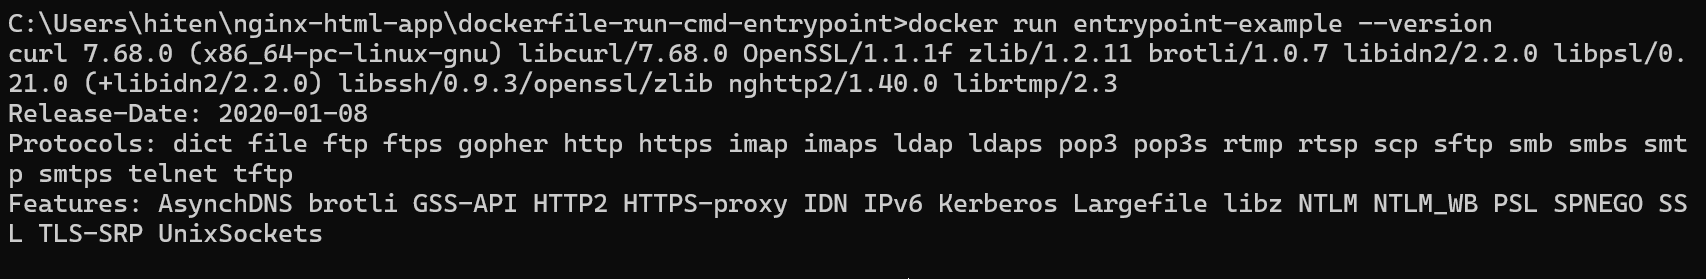 C:\Users\hiten\nginx-html-app\dockerfile-run-cmd-entrypoint>docker run entrypoint-example --version
curl 7.68.0 (x86_64-pc-linux-gnu) libcurl/7.68.0 OpenSSL/1.1.1f zlib/1.2.11 brotli/1.0.7 libidn2/2.2.0 libpsl/0.
21.0 (+libidn2/2.2.0) libssh/0.9.3/openssl/zlib nghttp2/1.40.0 librtmp/2.3
Release-Date: 2020-01-08
Protocols: dict file ftp ftps gopher http https imap imaps ldap ldaps pop3 pop3s rtmp rtsp scp sftp smb smbs smt
p smtps telnet tftp
Features: AsynchDNS brotli GSS-API HTTP2 HTTPS-proxy IDN IPv6 Kerberos Largefile libz NTLM NTLM_WB PSL SPNEGO SS
L TLS-SRP UnixSockets